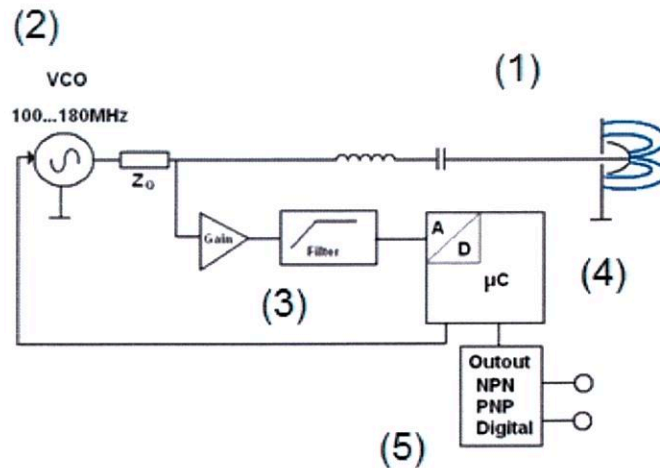 (2)
(1)
VCO
100...180MHz
Z₀
Gain
Filter
A
D
µC
(3)
(4)
Outout
NPN
PNP
Digital
(5)